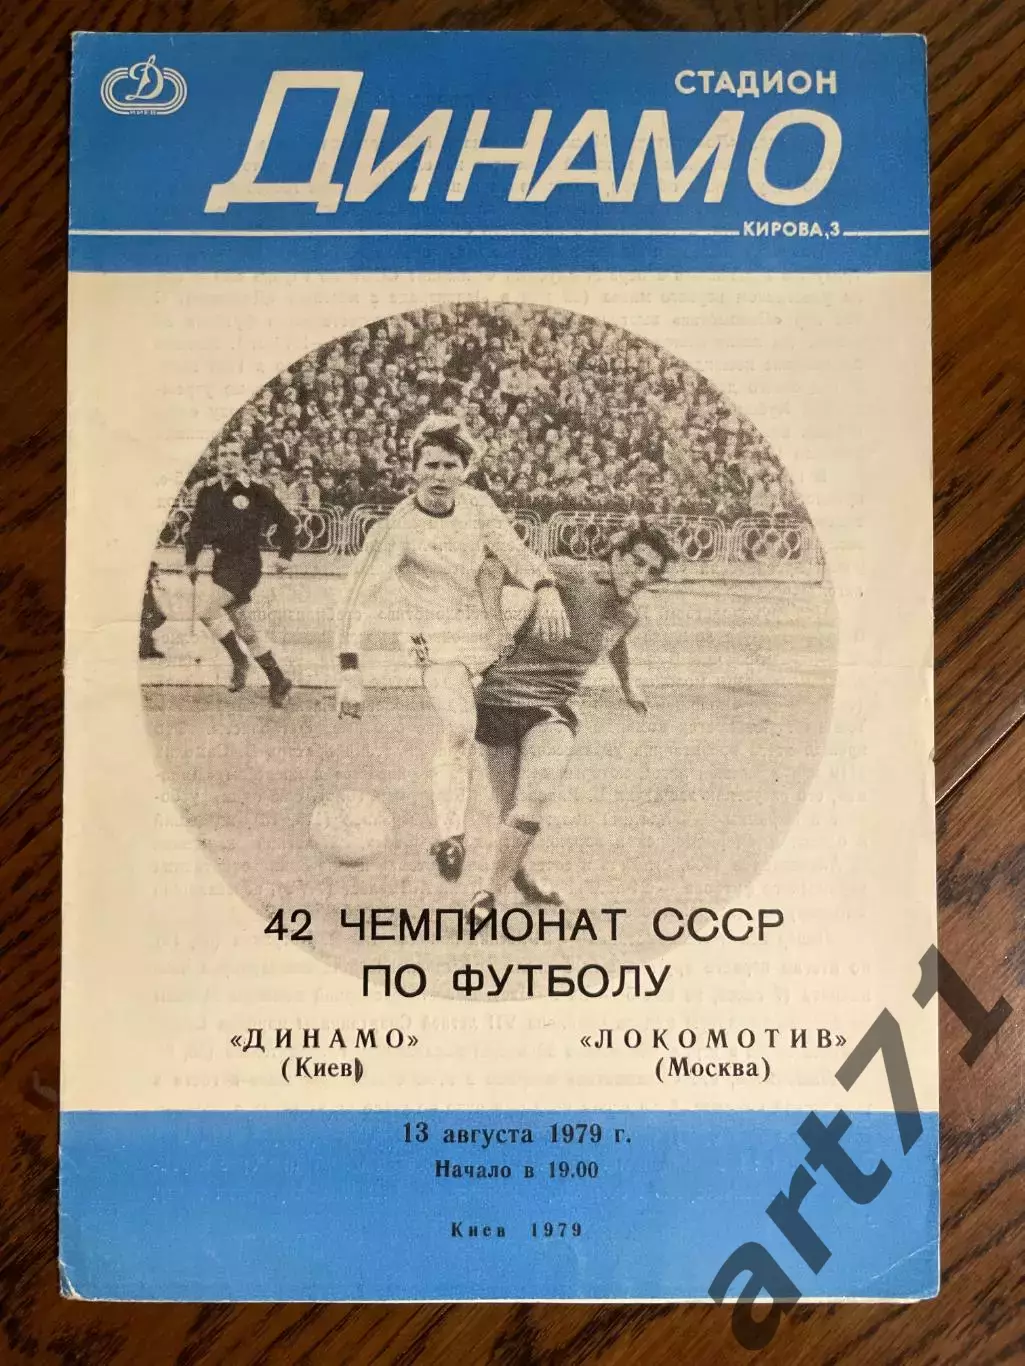 Д
КИЕВ
СТАДИОН
ДИНАМО
КИРОВА,3
42 ЧЕМПИОНАТ СССР
ПО ФУТБОЛУ
«ДИНАМО» «ЛОКОМОТИВ»
(Киев) (Москва)
13 августа 1979 г.
Начало в 19.00
Киев 1979
art71